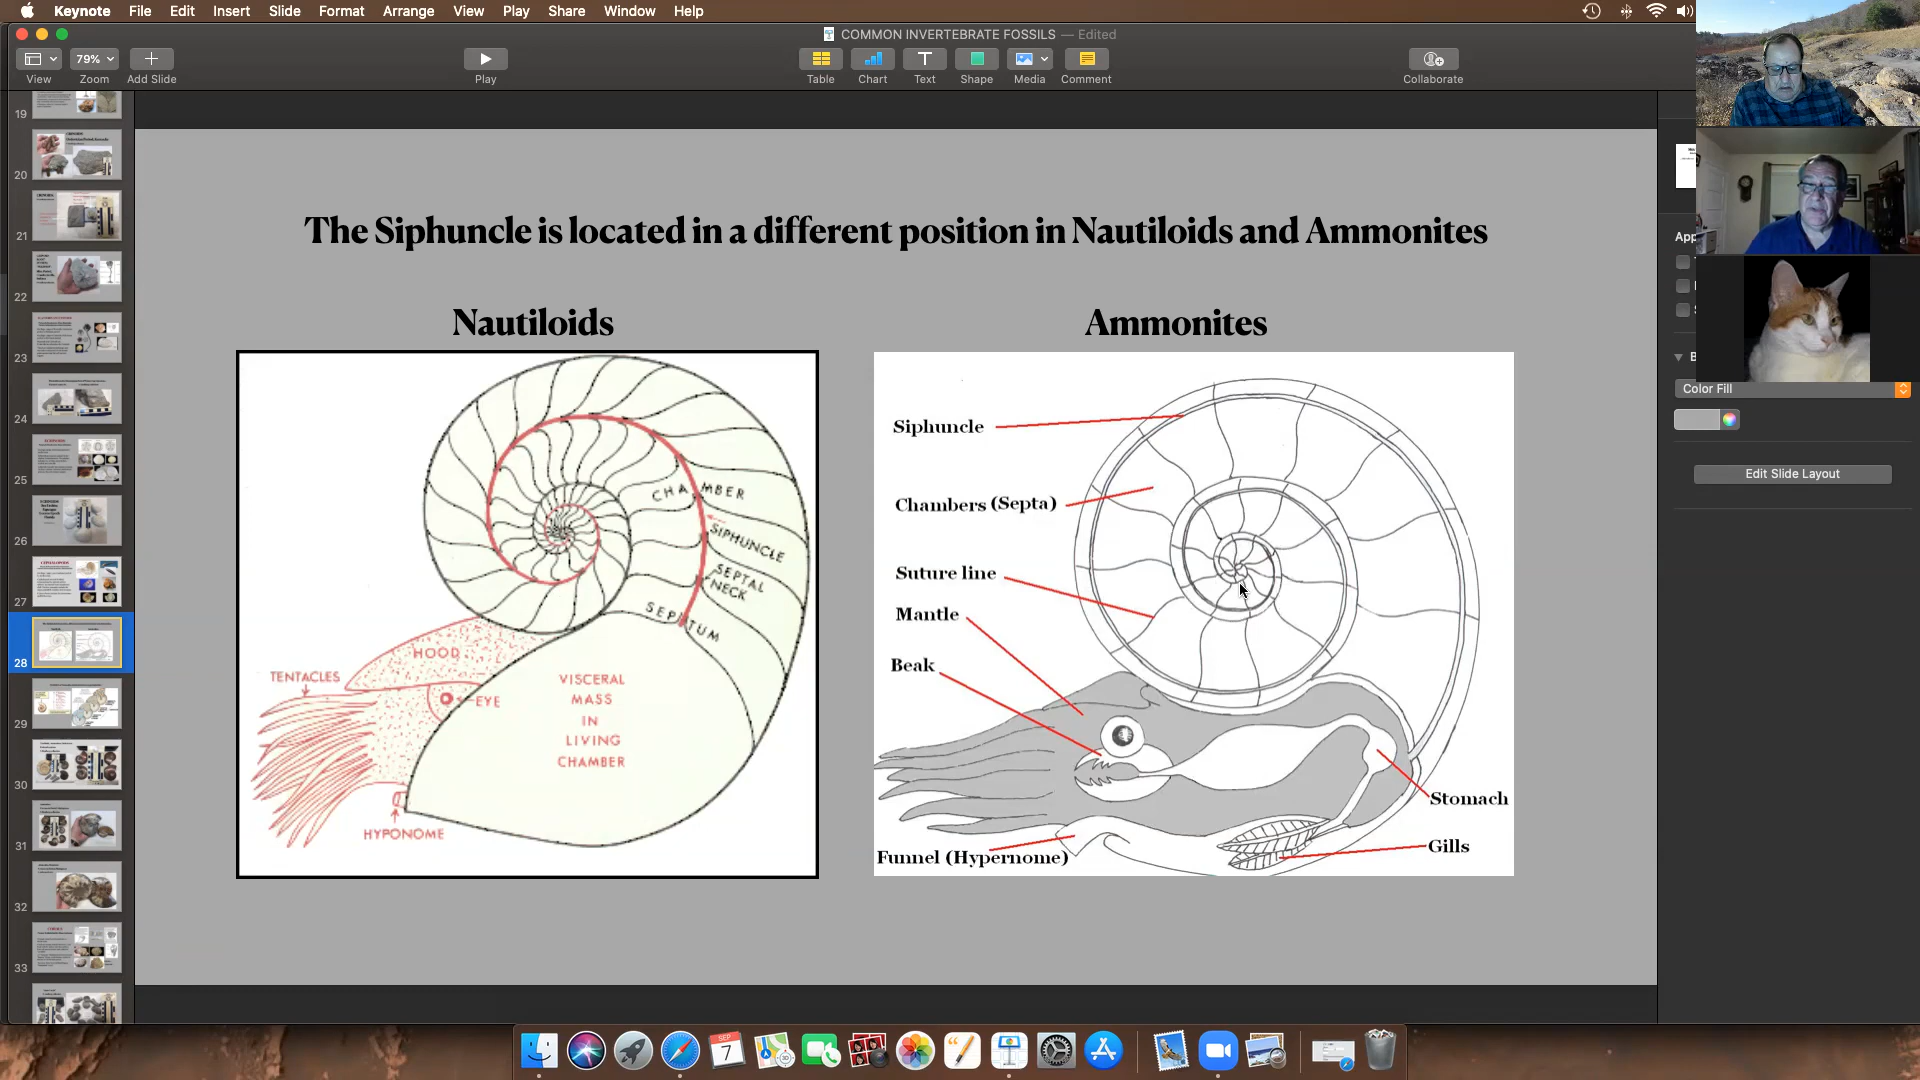 Keynote File Edit Insert Slide Format Arrange View Play Share Window Help
COMMON INVERTEBRATE FOSSILS — Edited
79%
View Zoom Add Slide Play Table Chart Text Shape Media Comment Collaborate
The Siphuncle is located in a different position in Nautiloids and Ammonites
Nautiloids
CHAMBER
SIPHUNCLE
SEPTAL
NECK
SEPTUM
HOOD
TENTACLES
EYE
VISCERAL
MASS
IN
LIVING
CHAMBER
HYPONOME
Ammonites
Siphuncle
Chambers (Septa)
Suture line
Mantle
Beak
Stomach
Gills
Funnel (Hypernome)
19
20
21
22
23
24
25
26
27
28
29
30
31
32
33
Color Fill
Edit Slide Layout
SEP
7